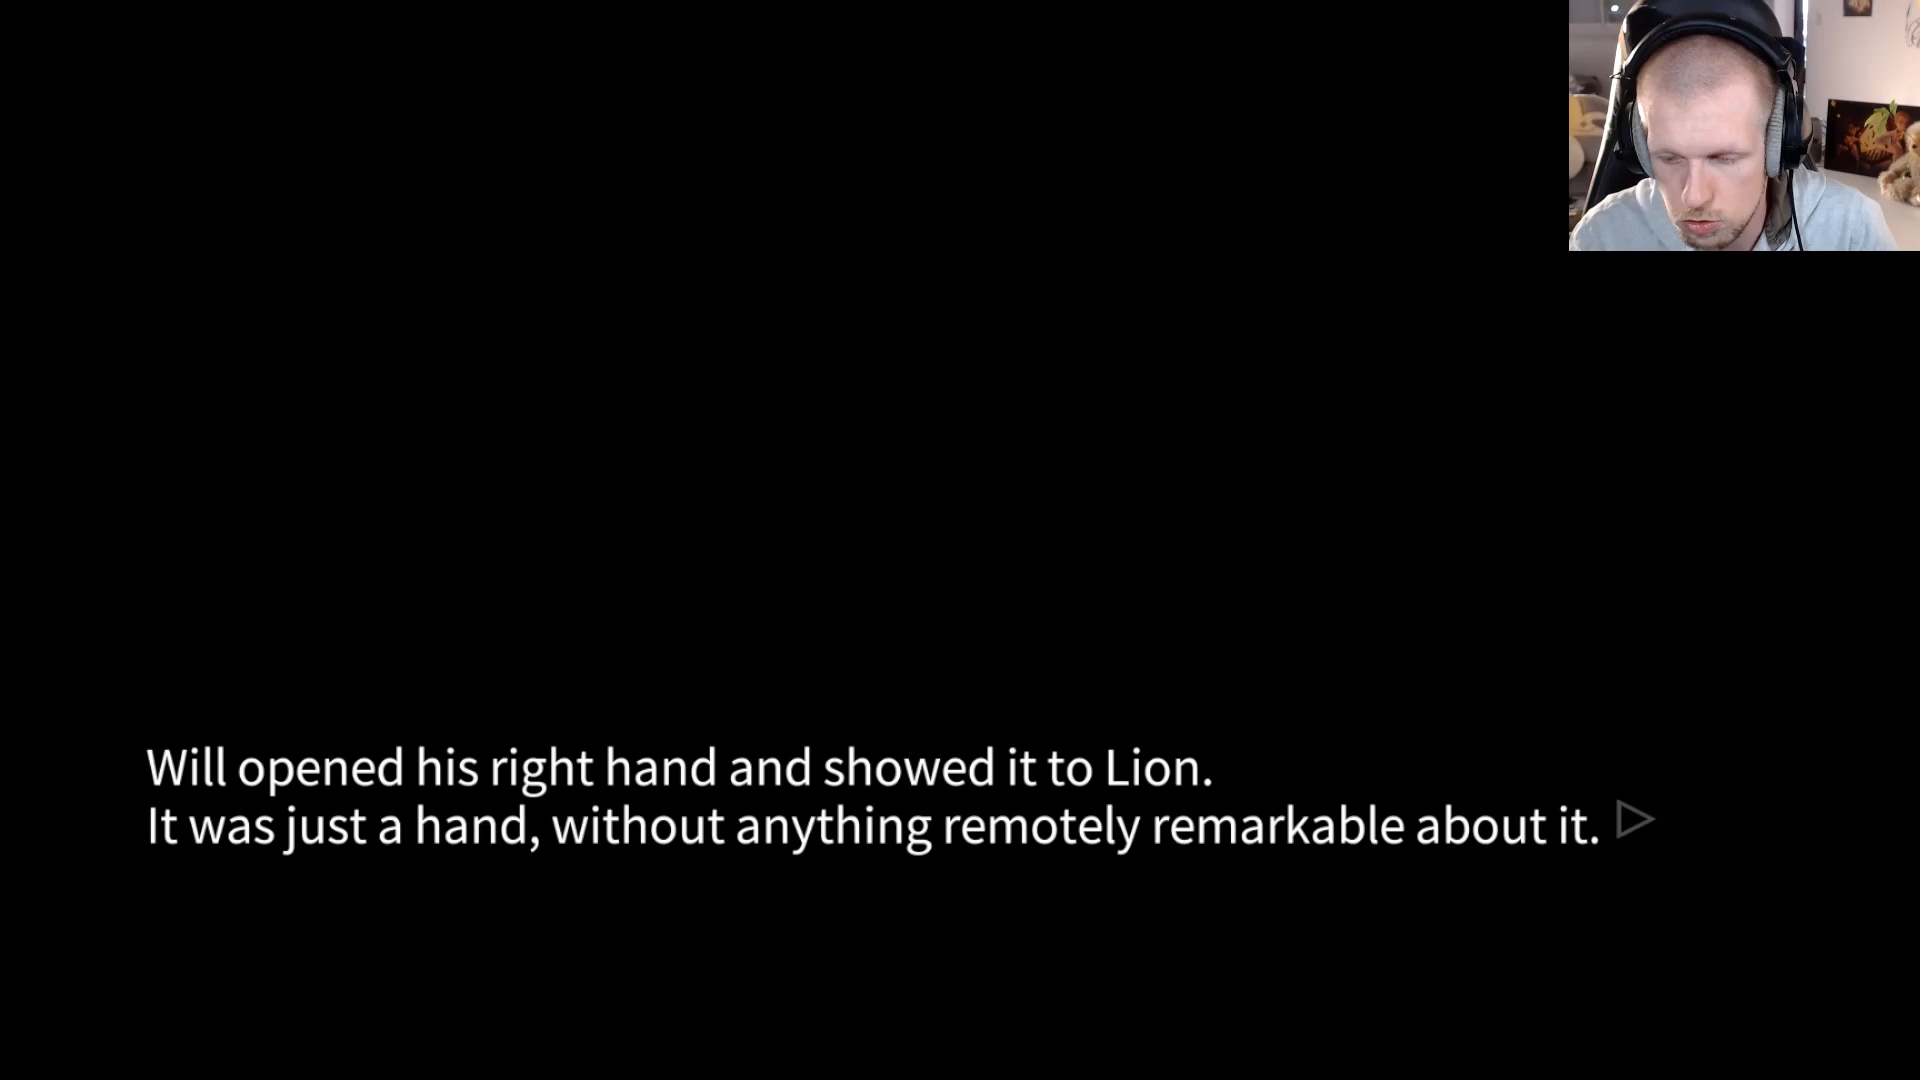 Will opened his right hand and showed it to Lion.
It was just a hand, without anything remotely remarkable about it.